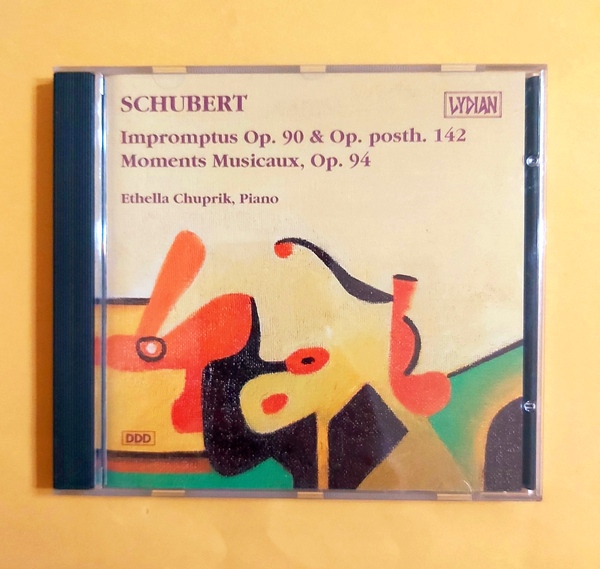 SCHUBERT
LYDIAN
Impromptus Op. 90 & Op. posth. 142
Moments Musicaux, Op. 94
Ethella Chuprik, Piano
DDD